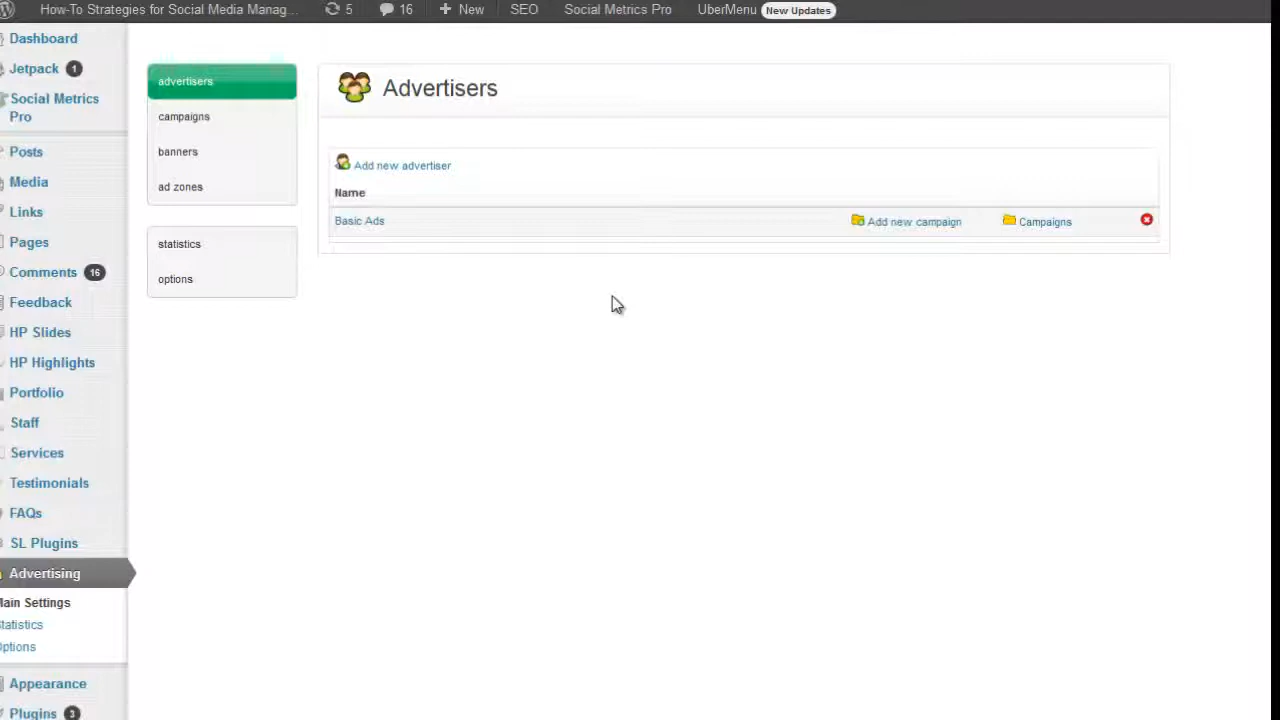 How-To Strategies for Social Media Manag... 5 16 New SEO Social Metrics Pro UberMenu New Updates
Dashboard
Jetpack 1
Social Metrics
Pro
Posts
Media
Links
Pages
Comments 16
Feedback
HP Slides
HP Highlights
Portfolio
Staff
Services
Testimonials
FAQs
SL Plugins
Advertising
Main Settings
Statistics
Options
Appearance
Plugins 3
advertisers
campaigns
banners
ad zones
statistics
options
Advertisers
Add new advertiser
Name
Basic Ads Add new campaign Campaigns